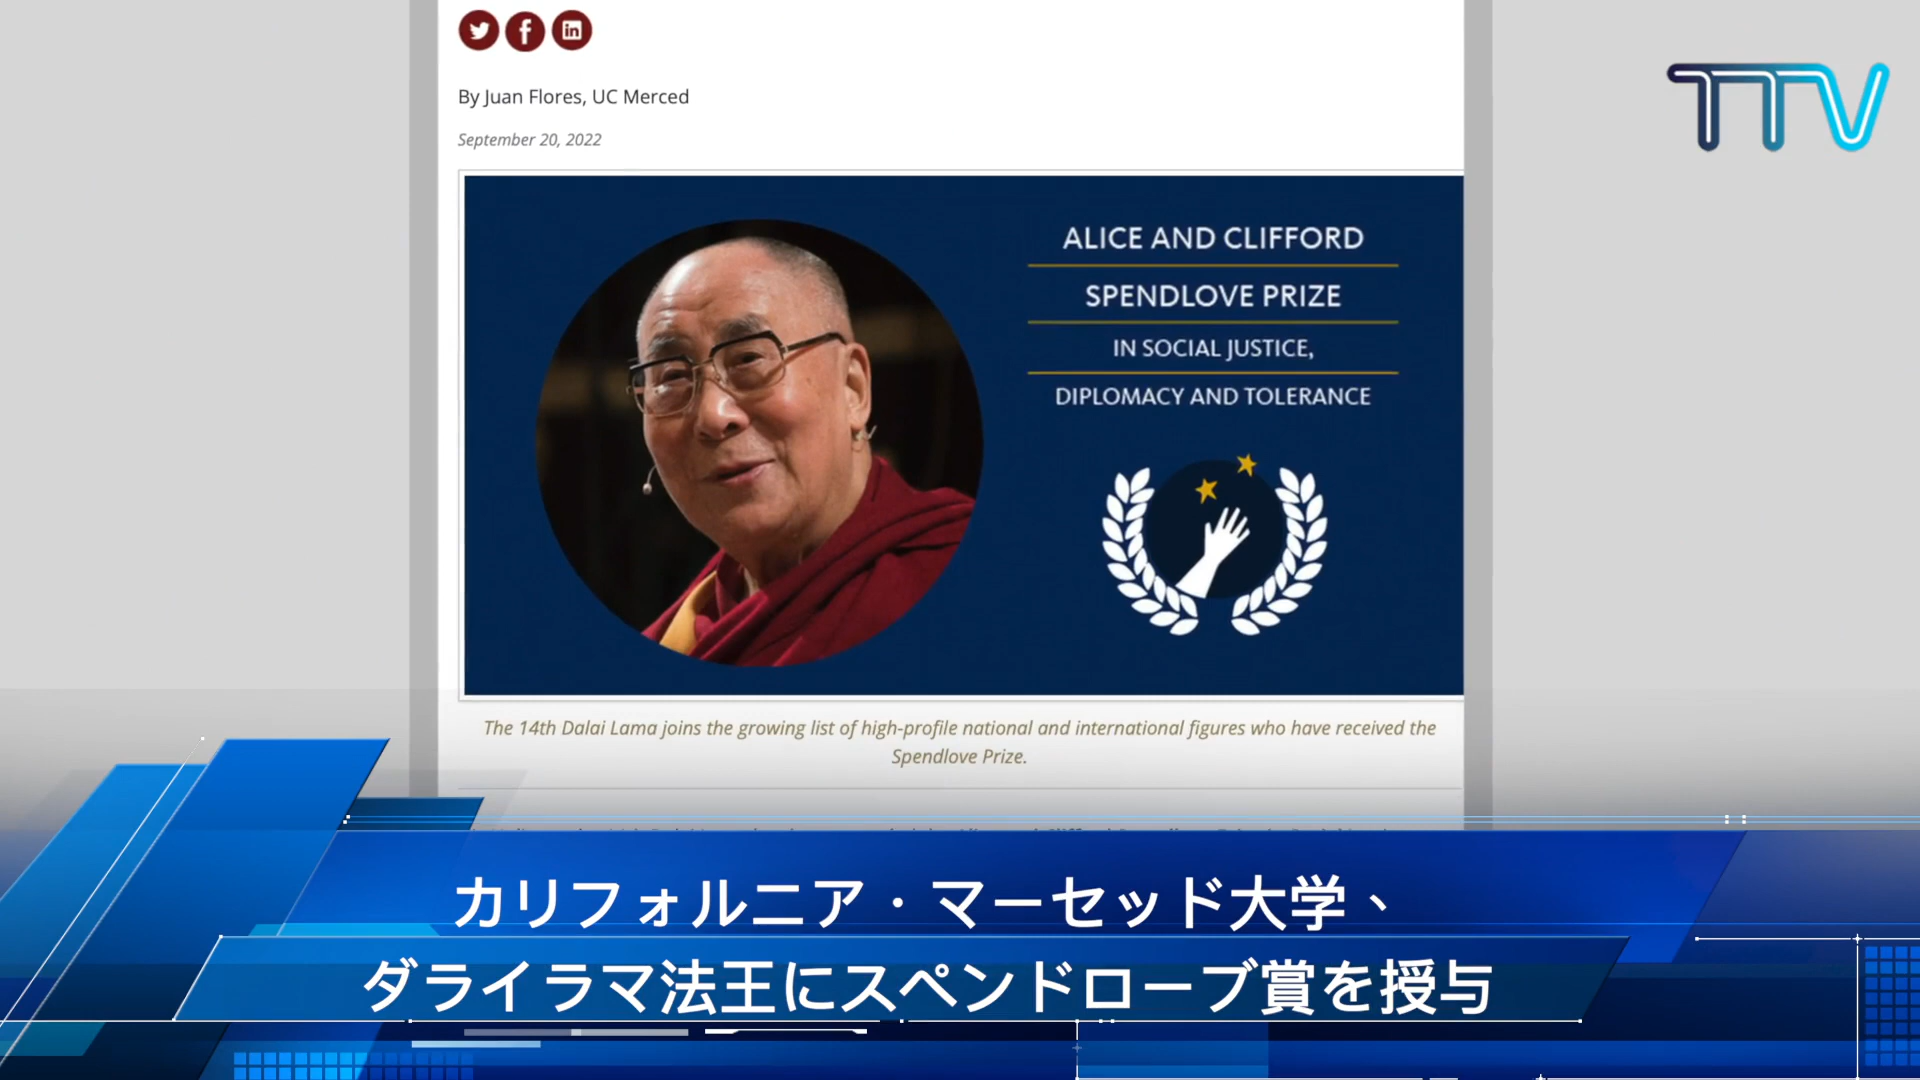 TTV
By Juan Flores, UC Merced
September 20, 2022
ALICE AND CLIFFORD
SPENDLOVE PRIZE
IN SOCIAL JUSTICE,
DIPLOMACY AND TOLERANCE
The 14th Dalai Lama joins the growing list of high-profile national and international figures who have received the
Spendlove Prize.
カリフォルニア・マーセッド大学、
ダライラマ法王にスペンドローブ賞を授与